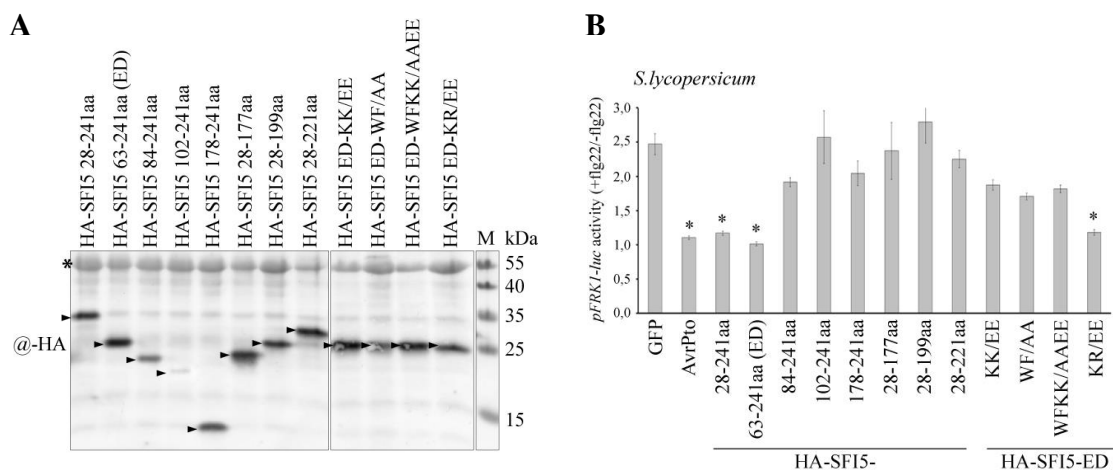 A
HA-SFI5 28-241aa
HA-SFI5 63-241aa (ED)
HA-SFI5 84-241aa
HA-SFI5 102-241aa
HA-SFI5 178-241aa
HA-SFI5 28-177aa
HA-SFI5 28-199aa
HA-SFI5 28-221aa
HA-SFI5 ED-KK/EE
HA-SFI5 ED-WF/AA
HA-SFI5 ED-WFKK/AAEE
HA-SFI5 ED-KR/EE
M kDa
*
55
40
35
@-HA
25
15
B
S.lycopersicum
pFRK1-luc activity (+flg22/-flg22)
3,0
2,5
2,0
1,5
1,0
0,5
0,0
* * * *
GFP
AvrPto
28-241aa
63-241aa (ED)
84-241aa
102-241aa
178-241aa
28-177aa
28-199aa
28-221aa
KK/EE
WF/AA
WFKK/AAEE
KR/EE
HA-SFI5-
HA-SFI5-ED